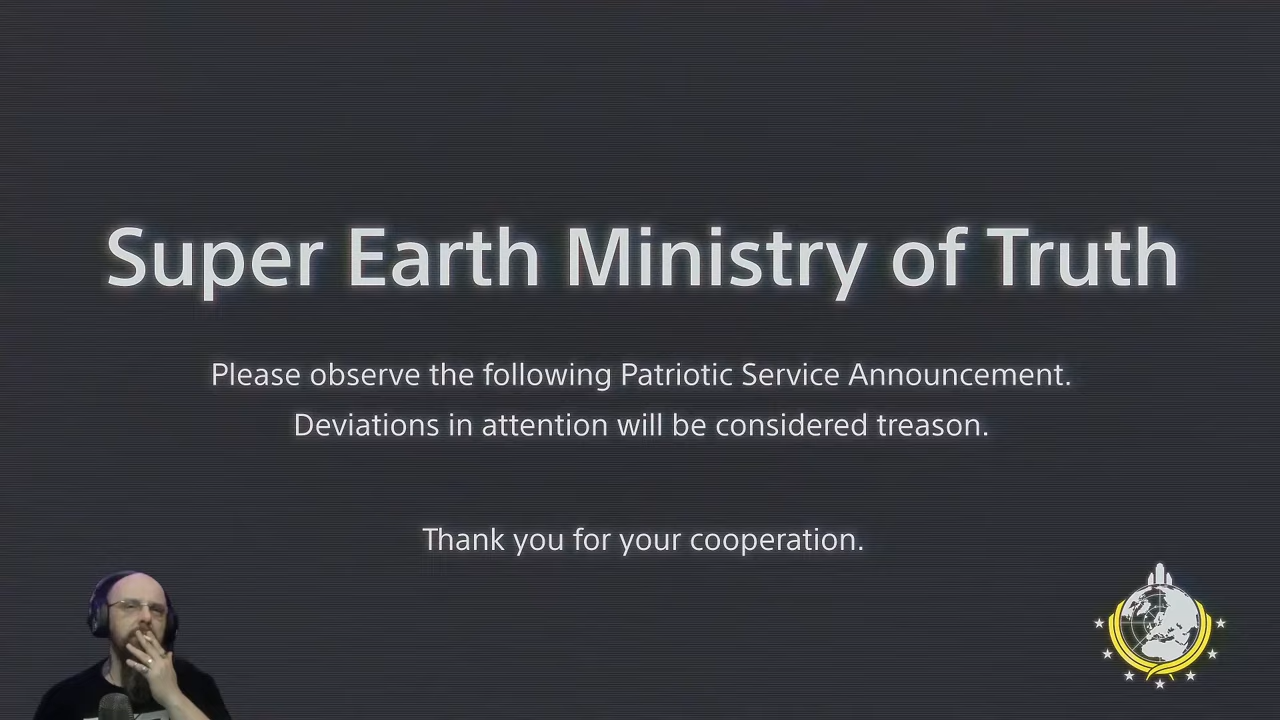 Super Earth Ministry of Truth
Please observe the following Patriotic Service Announcement.
Deviations in attention will be considered treason.
Thank you for your cooperation.